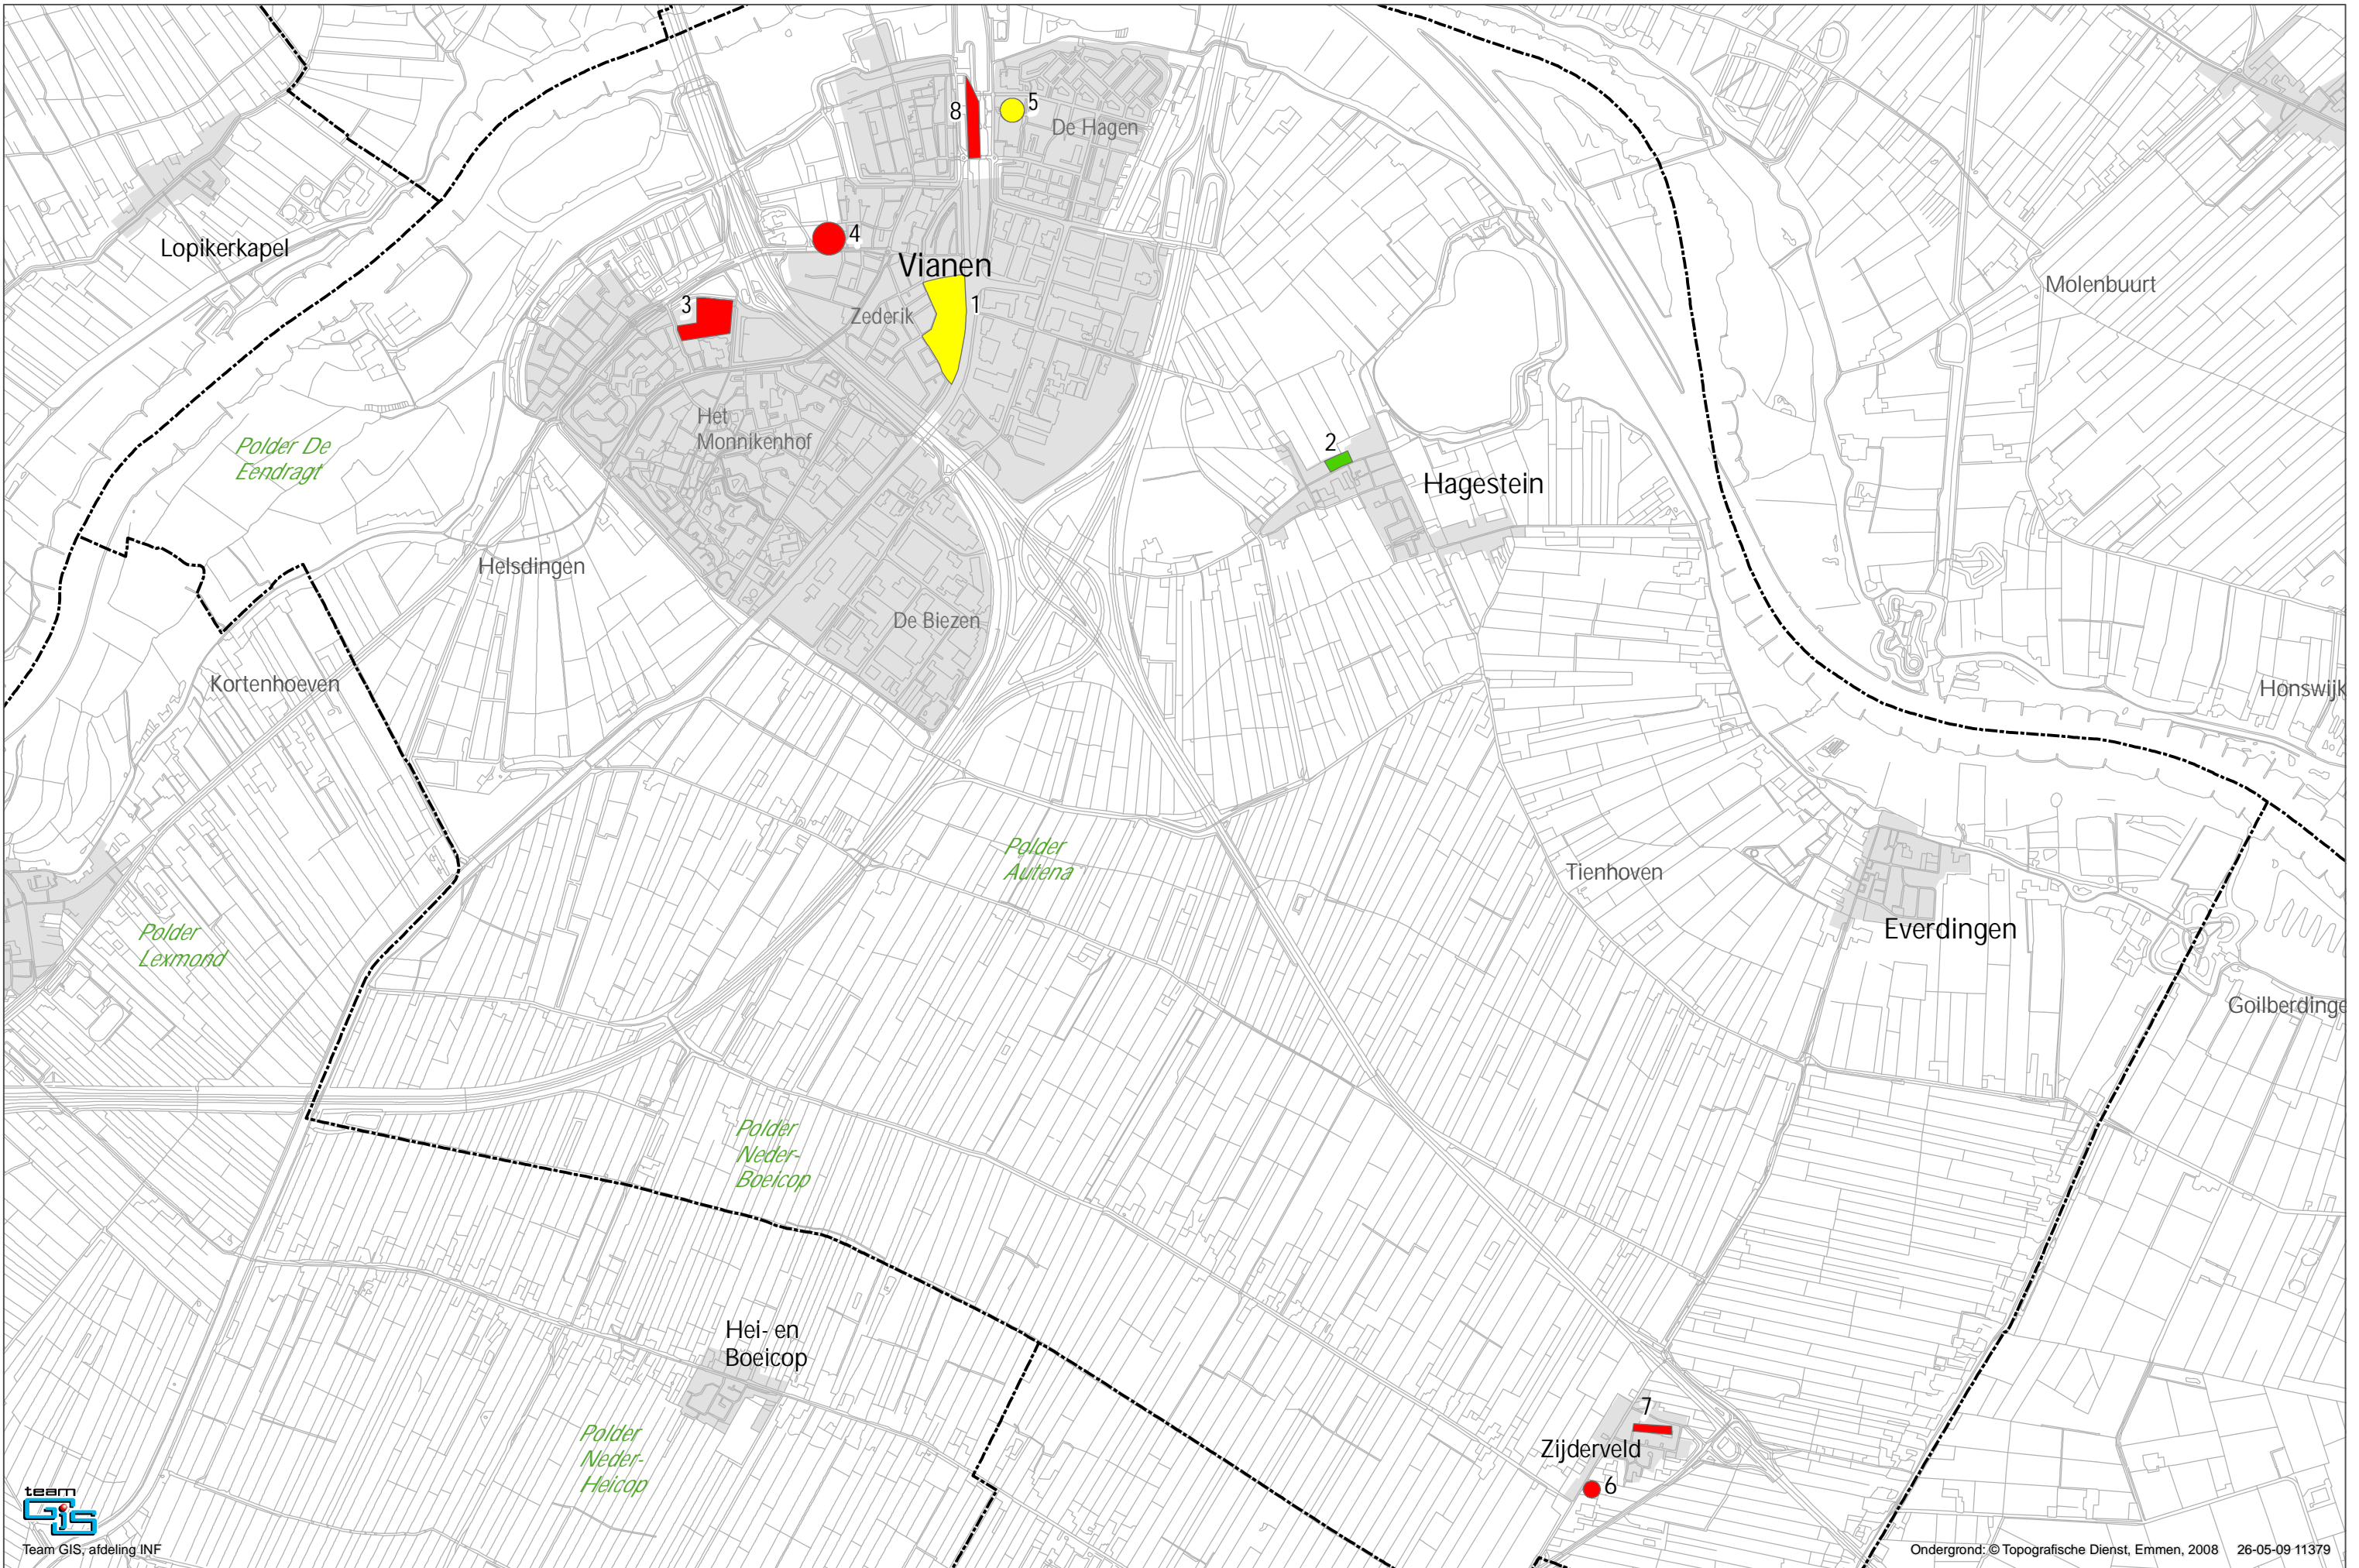 8
5
De Hagen
4
Lopikerkapel
Vianen
Molenbuurt
3
1
Zederik
Het
Monnikenhof
Polder De
Eendragt
2
Hagestein
Helsdingen
De Biezen
Kortenhoeven
Honswijk
Polder
Autena
Tienhoven
Everdingen
Polder
Lexmond
Goilberdinge
Polder
Neder-
Boeicop
Hei- en
Boeicop
7
Zijderveld
Polder
Neder-
Heicop
6
team
GiS
Team GIS, afdeling INF
Ondergrond: © Topografische Dienst, Emmen, 2008 26-05-09 11379